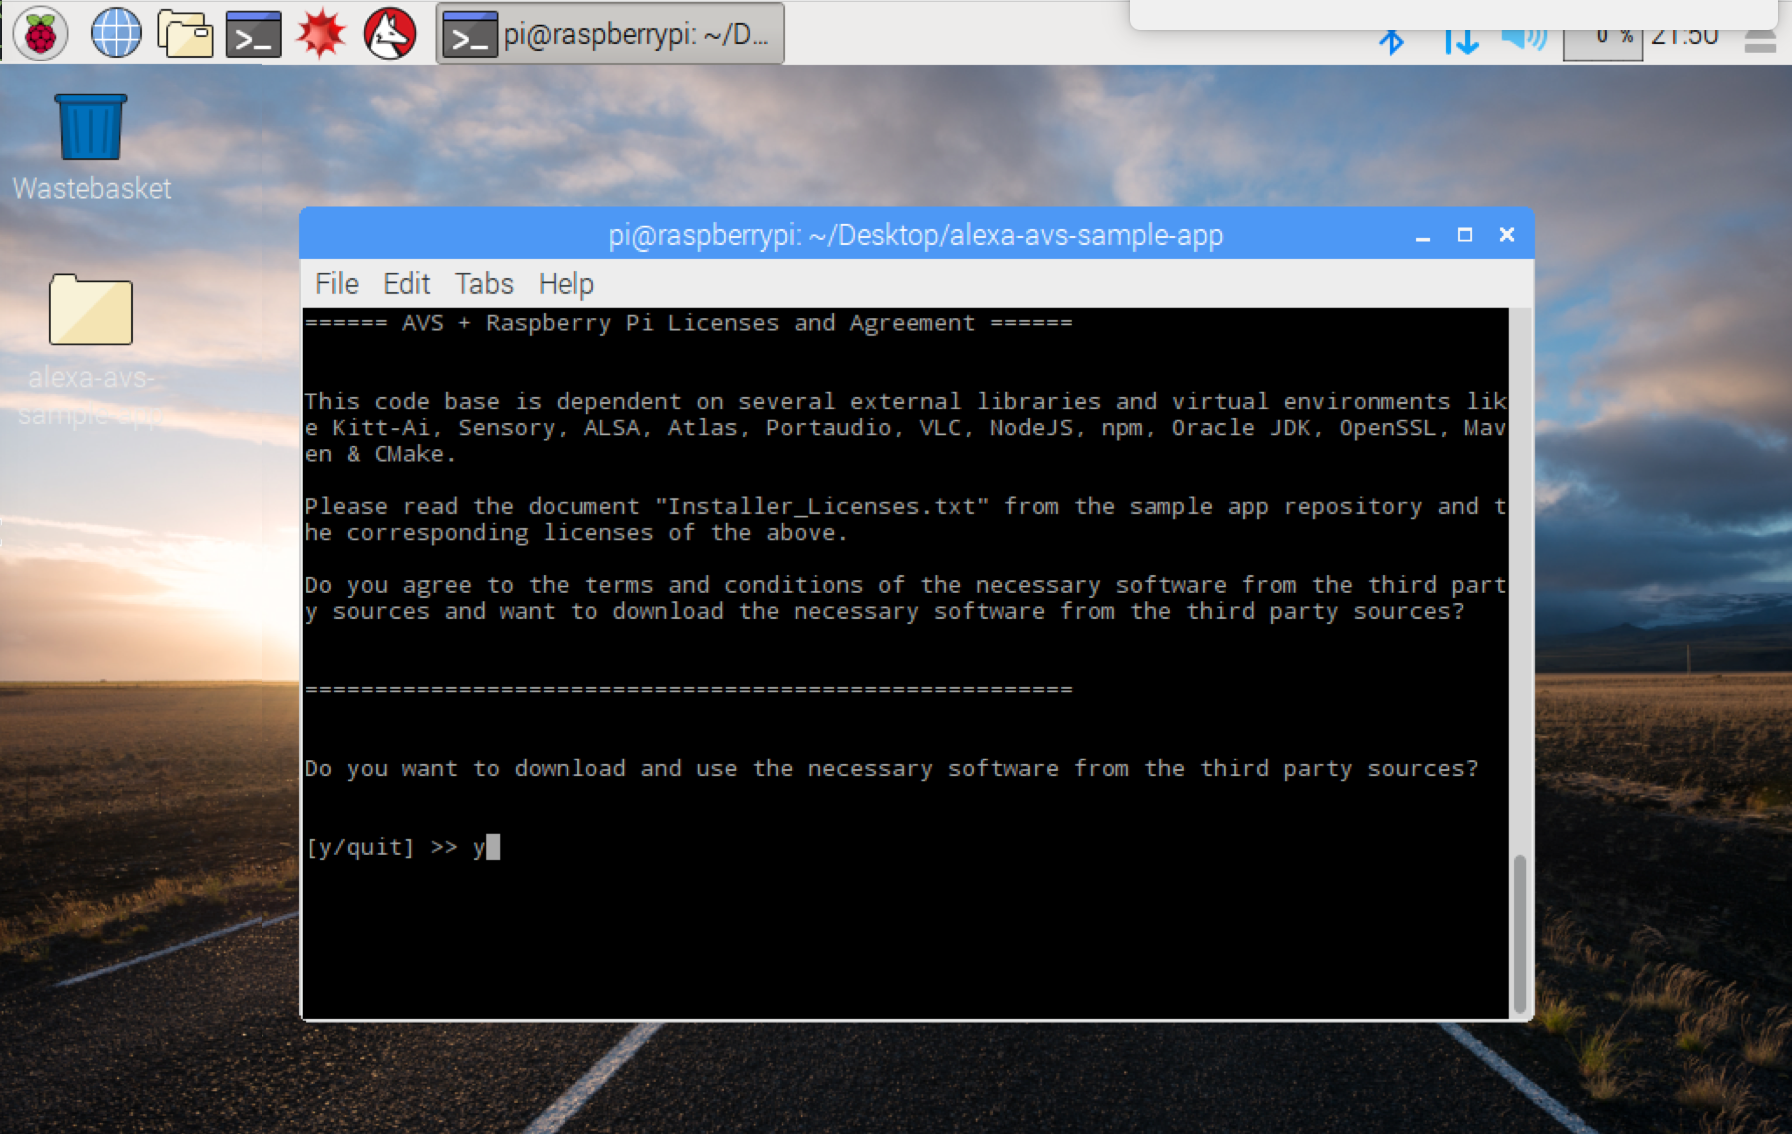 pi@raspberrypi: ~/D...
0 %
21:50
Wastebasket
alexa-avs-
sample-app
pi@raspberrypi: ~/Desktop/alexa-avs-sample-app
File Edit Tabs Help
====== AVS + Raspberry Pi Licenses and Agreement ======
This code base is dependent on several external libraries and virtual environments lik
e Kitt-Ai, Sensory, ALSA, Atlas, Portaudio, VLC, NodeJS, npm, Oracle JDK, OpenSSL, Mav
en & CMake.
Please read the document "Installer_Licenses.txt" from the sample app repository and t
he corresponding licenses of the above.
Do you agree to the terms and conditions of the necessary software from the third part
y sources and want to download the necessary software from the third party sources?
=======================================================
Do you want to download and use the necessary software from the third party sources?
[y/quit] >> y